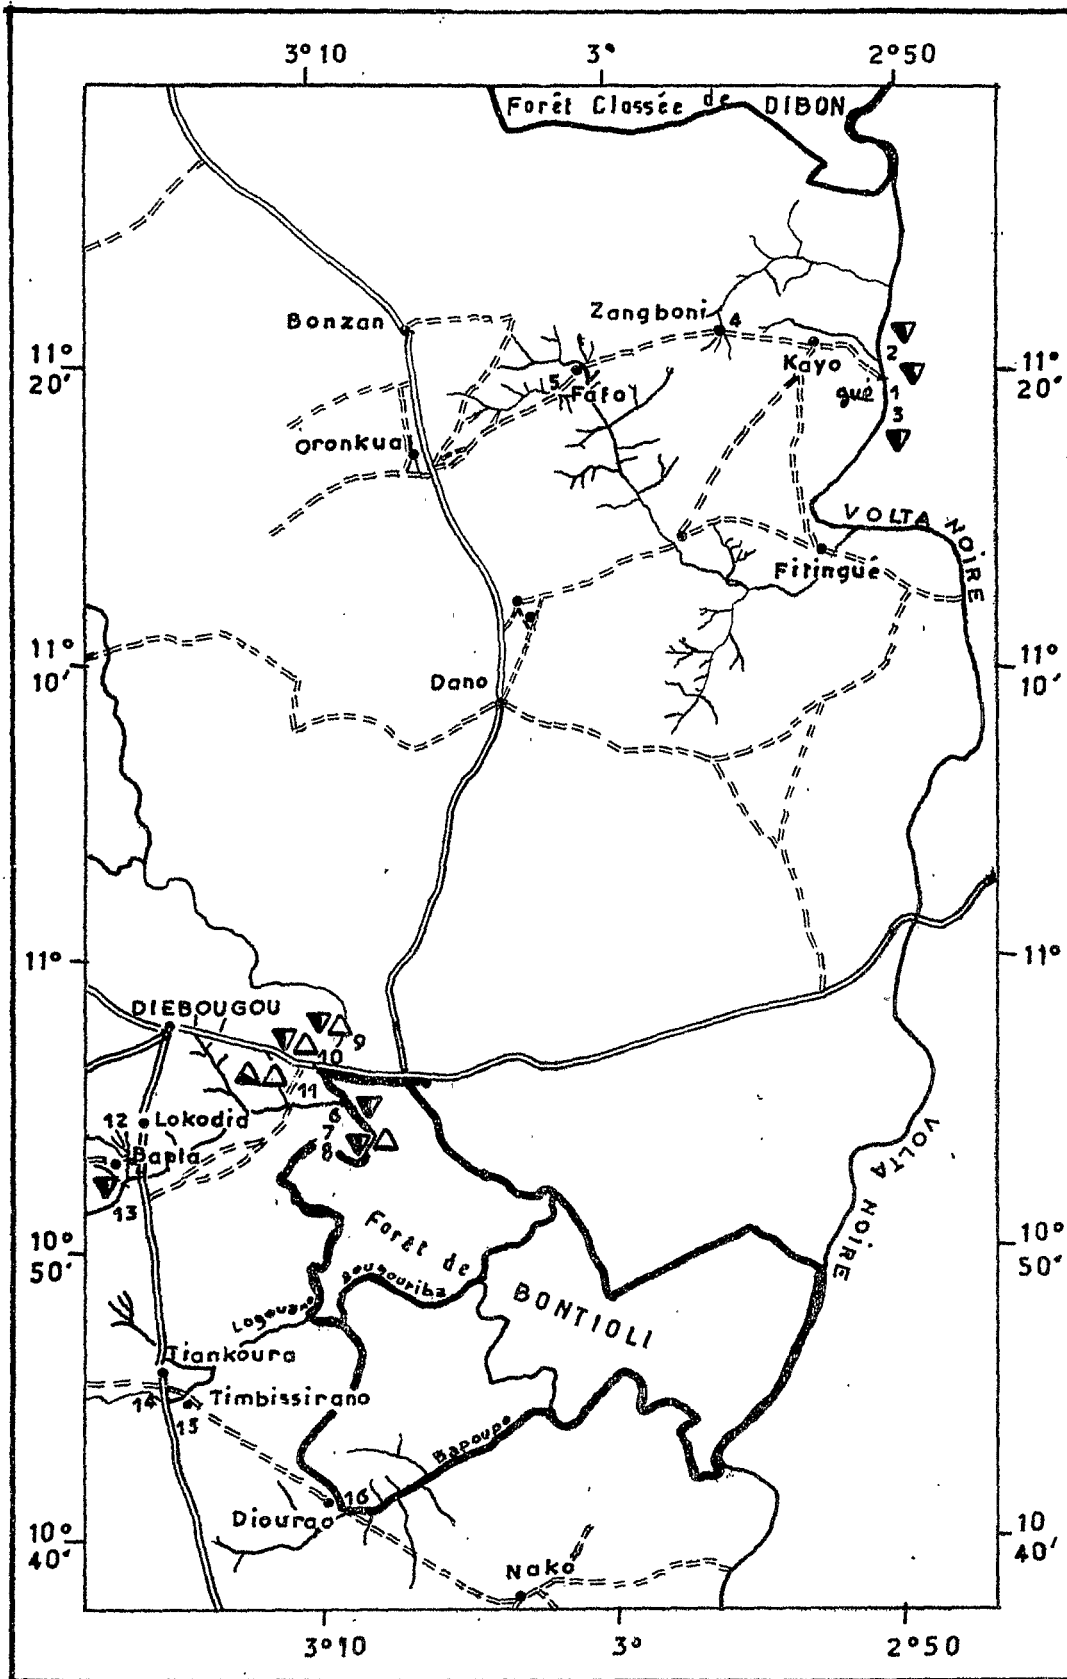 3°10 3° 2°50
Forêt Classée de DIBON
Bonzan
Zangboni 4
11° 20′
2
Kayo
11° 20′
5 Fafo
gué 1
3
Oronkua
VOLTA NOIRE
Fitingué
11° 10′
11° 10′
Dano
11°
11°
DIEBOUGOU
9
10
11
12 Lokodia
6
7
8
Bapla
13
VOLTA NOIRE
Forêt de
BONTIOLI
10° 50′
10° 50′
Bougouriba
Tiankoura
14
Timbissirano
15
Bapoupo
16
Diourao
10° 40′
10 40′
Nako
3°10 3° 2°50